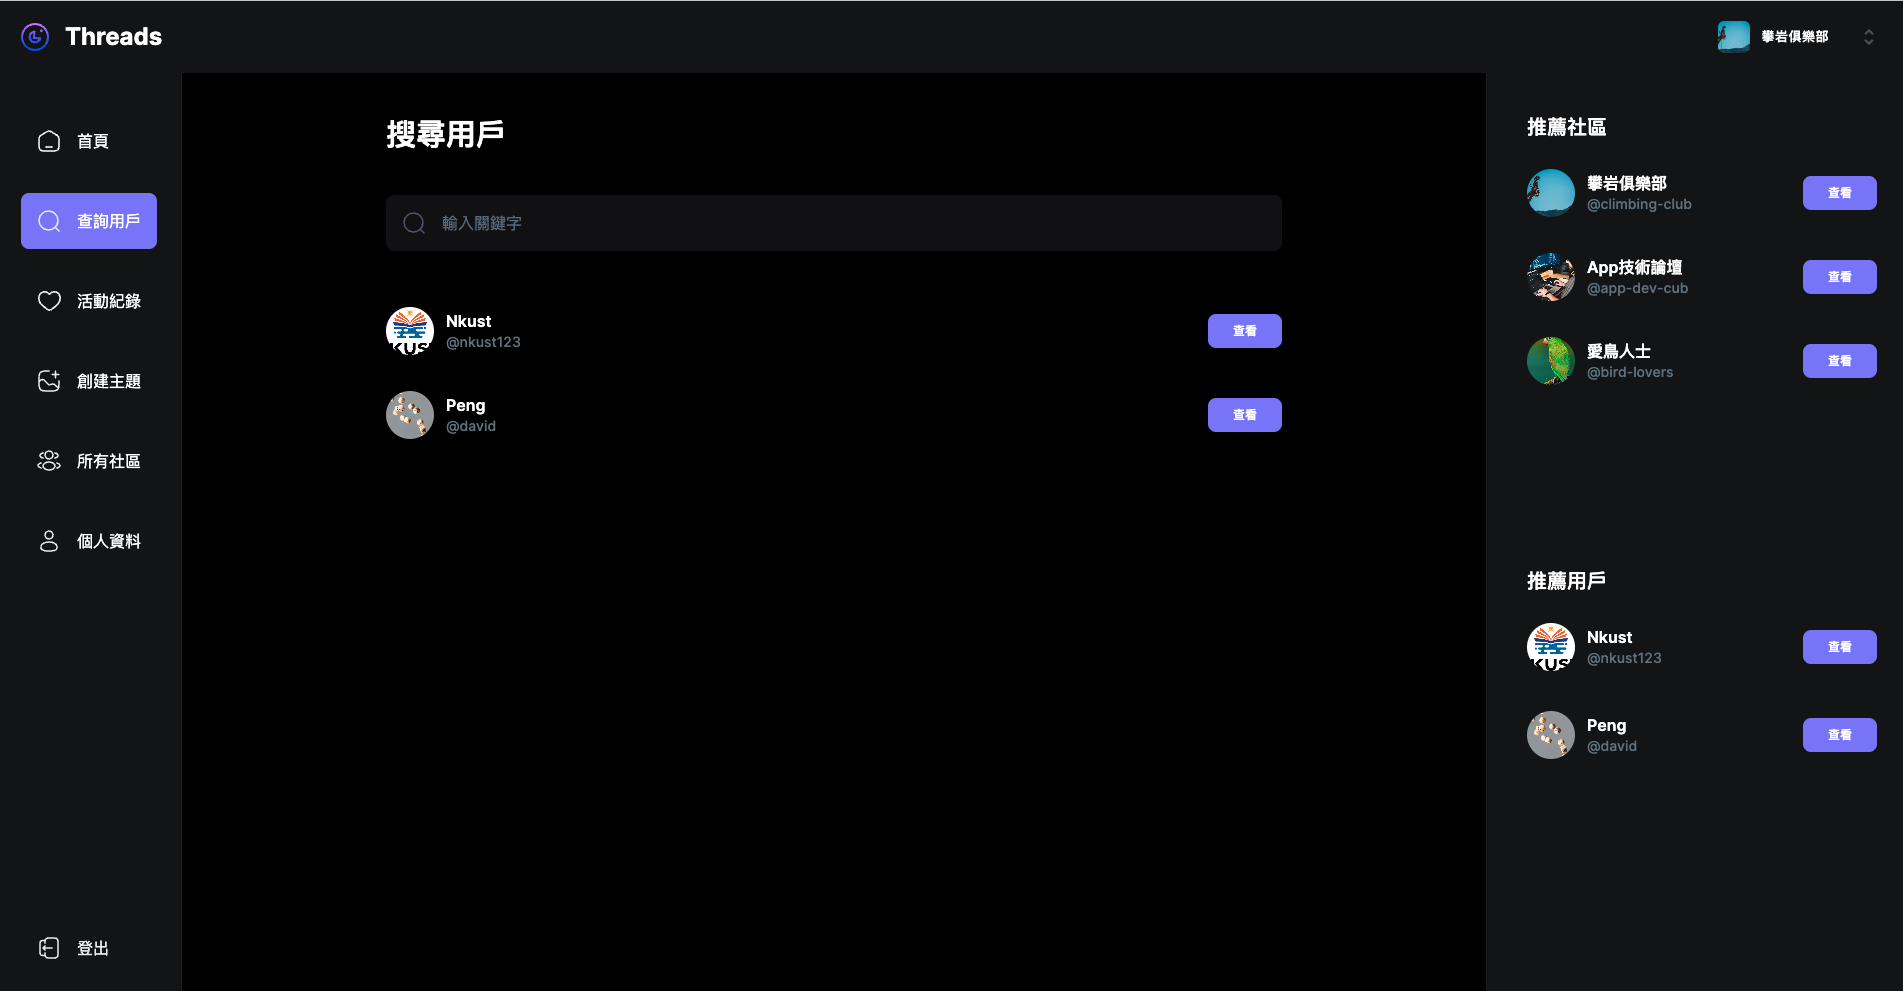 Threads
攀岩俱樂部
首頁
查詢用戶
活動紀錄
創建主題
所有社區
個人資料
登出
搜尋用戶
輸入關鍵字
Nkust
@nkust123
查看
Peng
@david
查看
推薦社區
攀岩俱樂部
@climbing-club
查看
App技術論壇
@app-dev-cub
查看
愛鳥人士
@bird-lovers
查看
推薦用戶
Nkust
@nkust123
查看
Peng
@david
查看